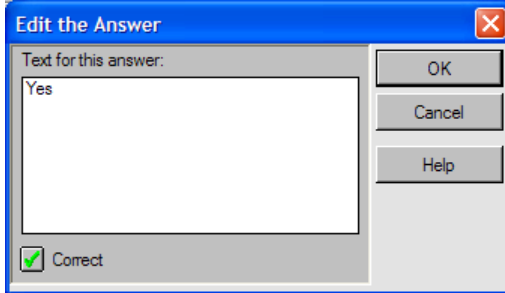 Edit the Answer
Text for this answer:
OK
Yes
Cancel
Help
Correct